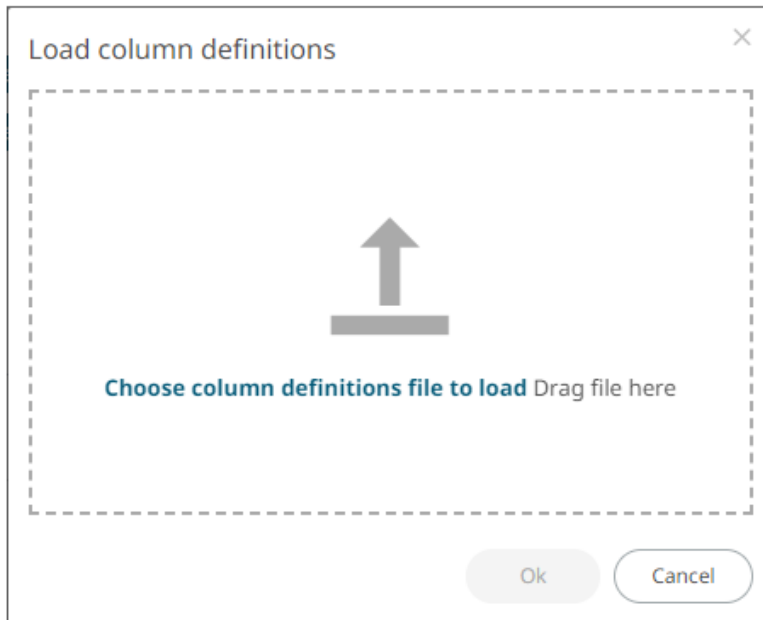 Load column definitions
Choose column definitions file to load Drag file here
Ok
Cancel